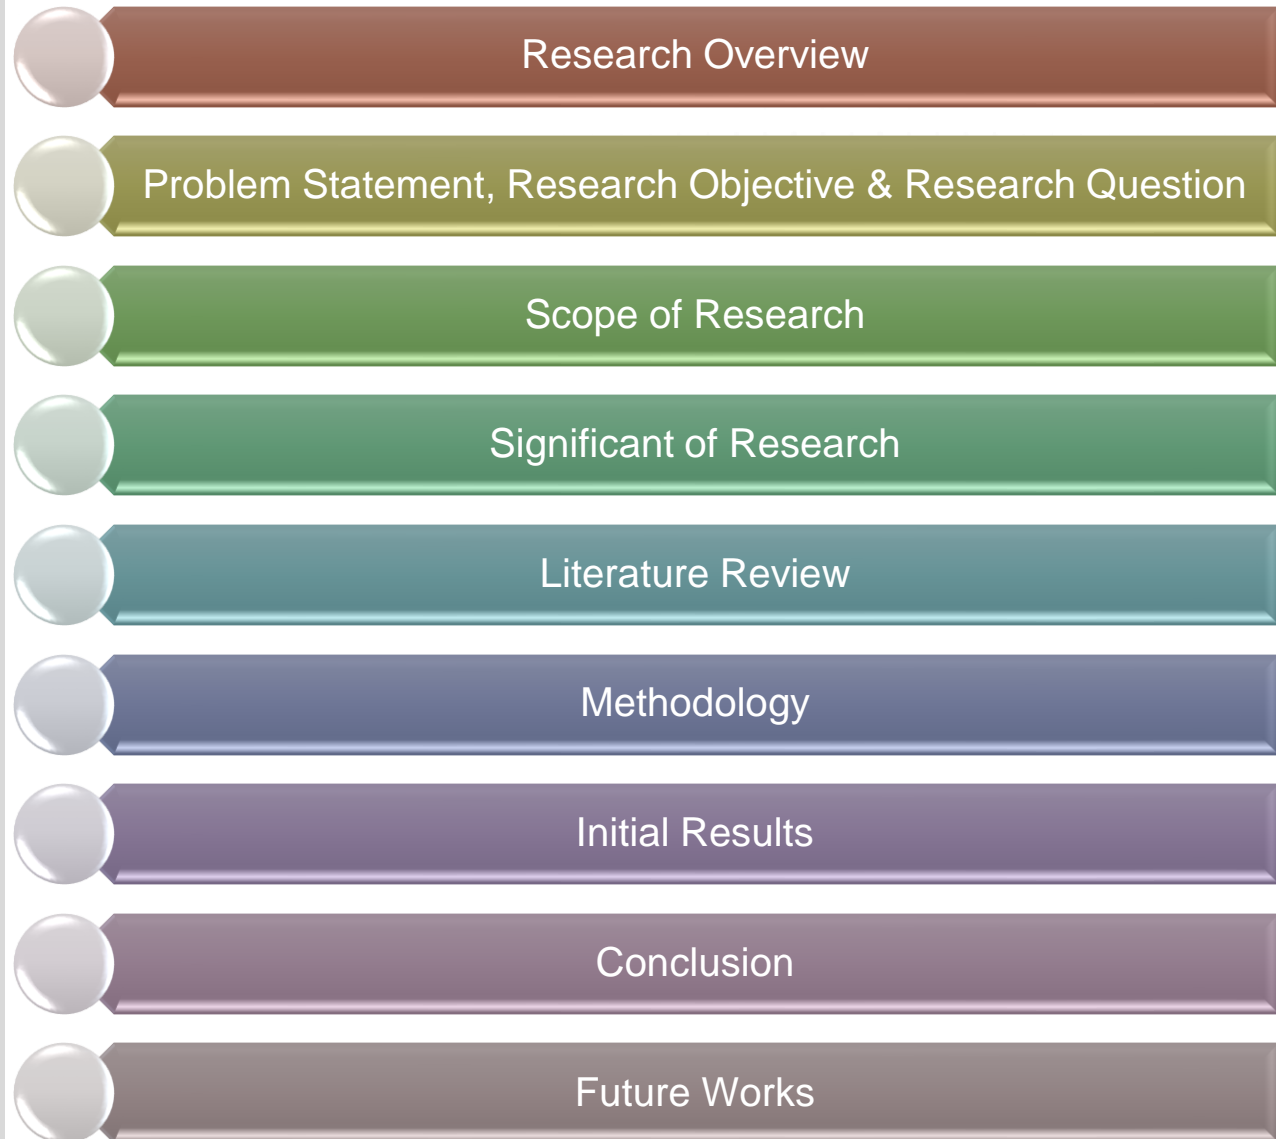 Research Overview
Problem Statement, Research Objective & Research Question
Scope of Research
Significant of Research
Literature Review
Methodology
Initial Results
Conclusion
Future Works